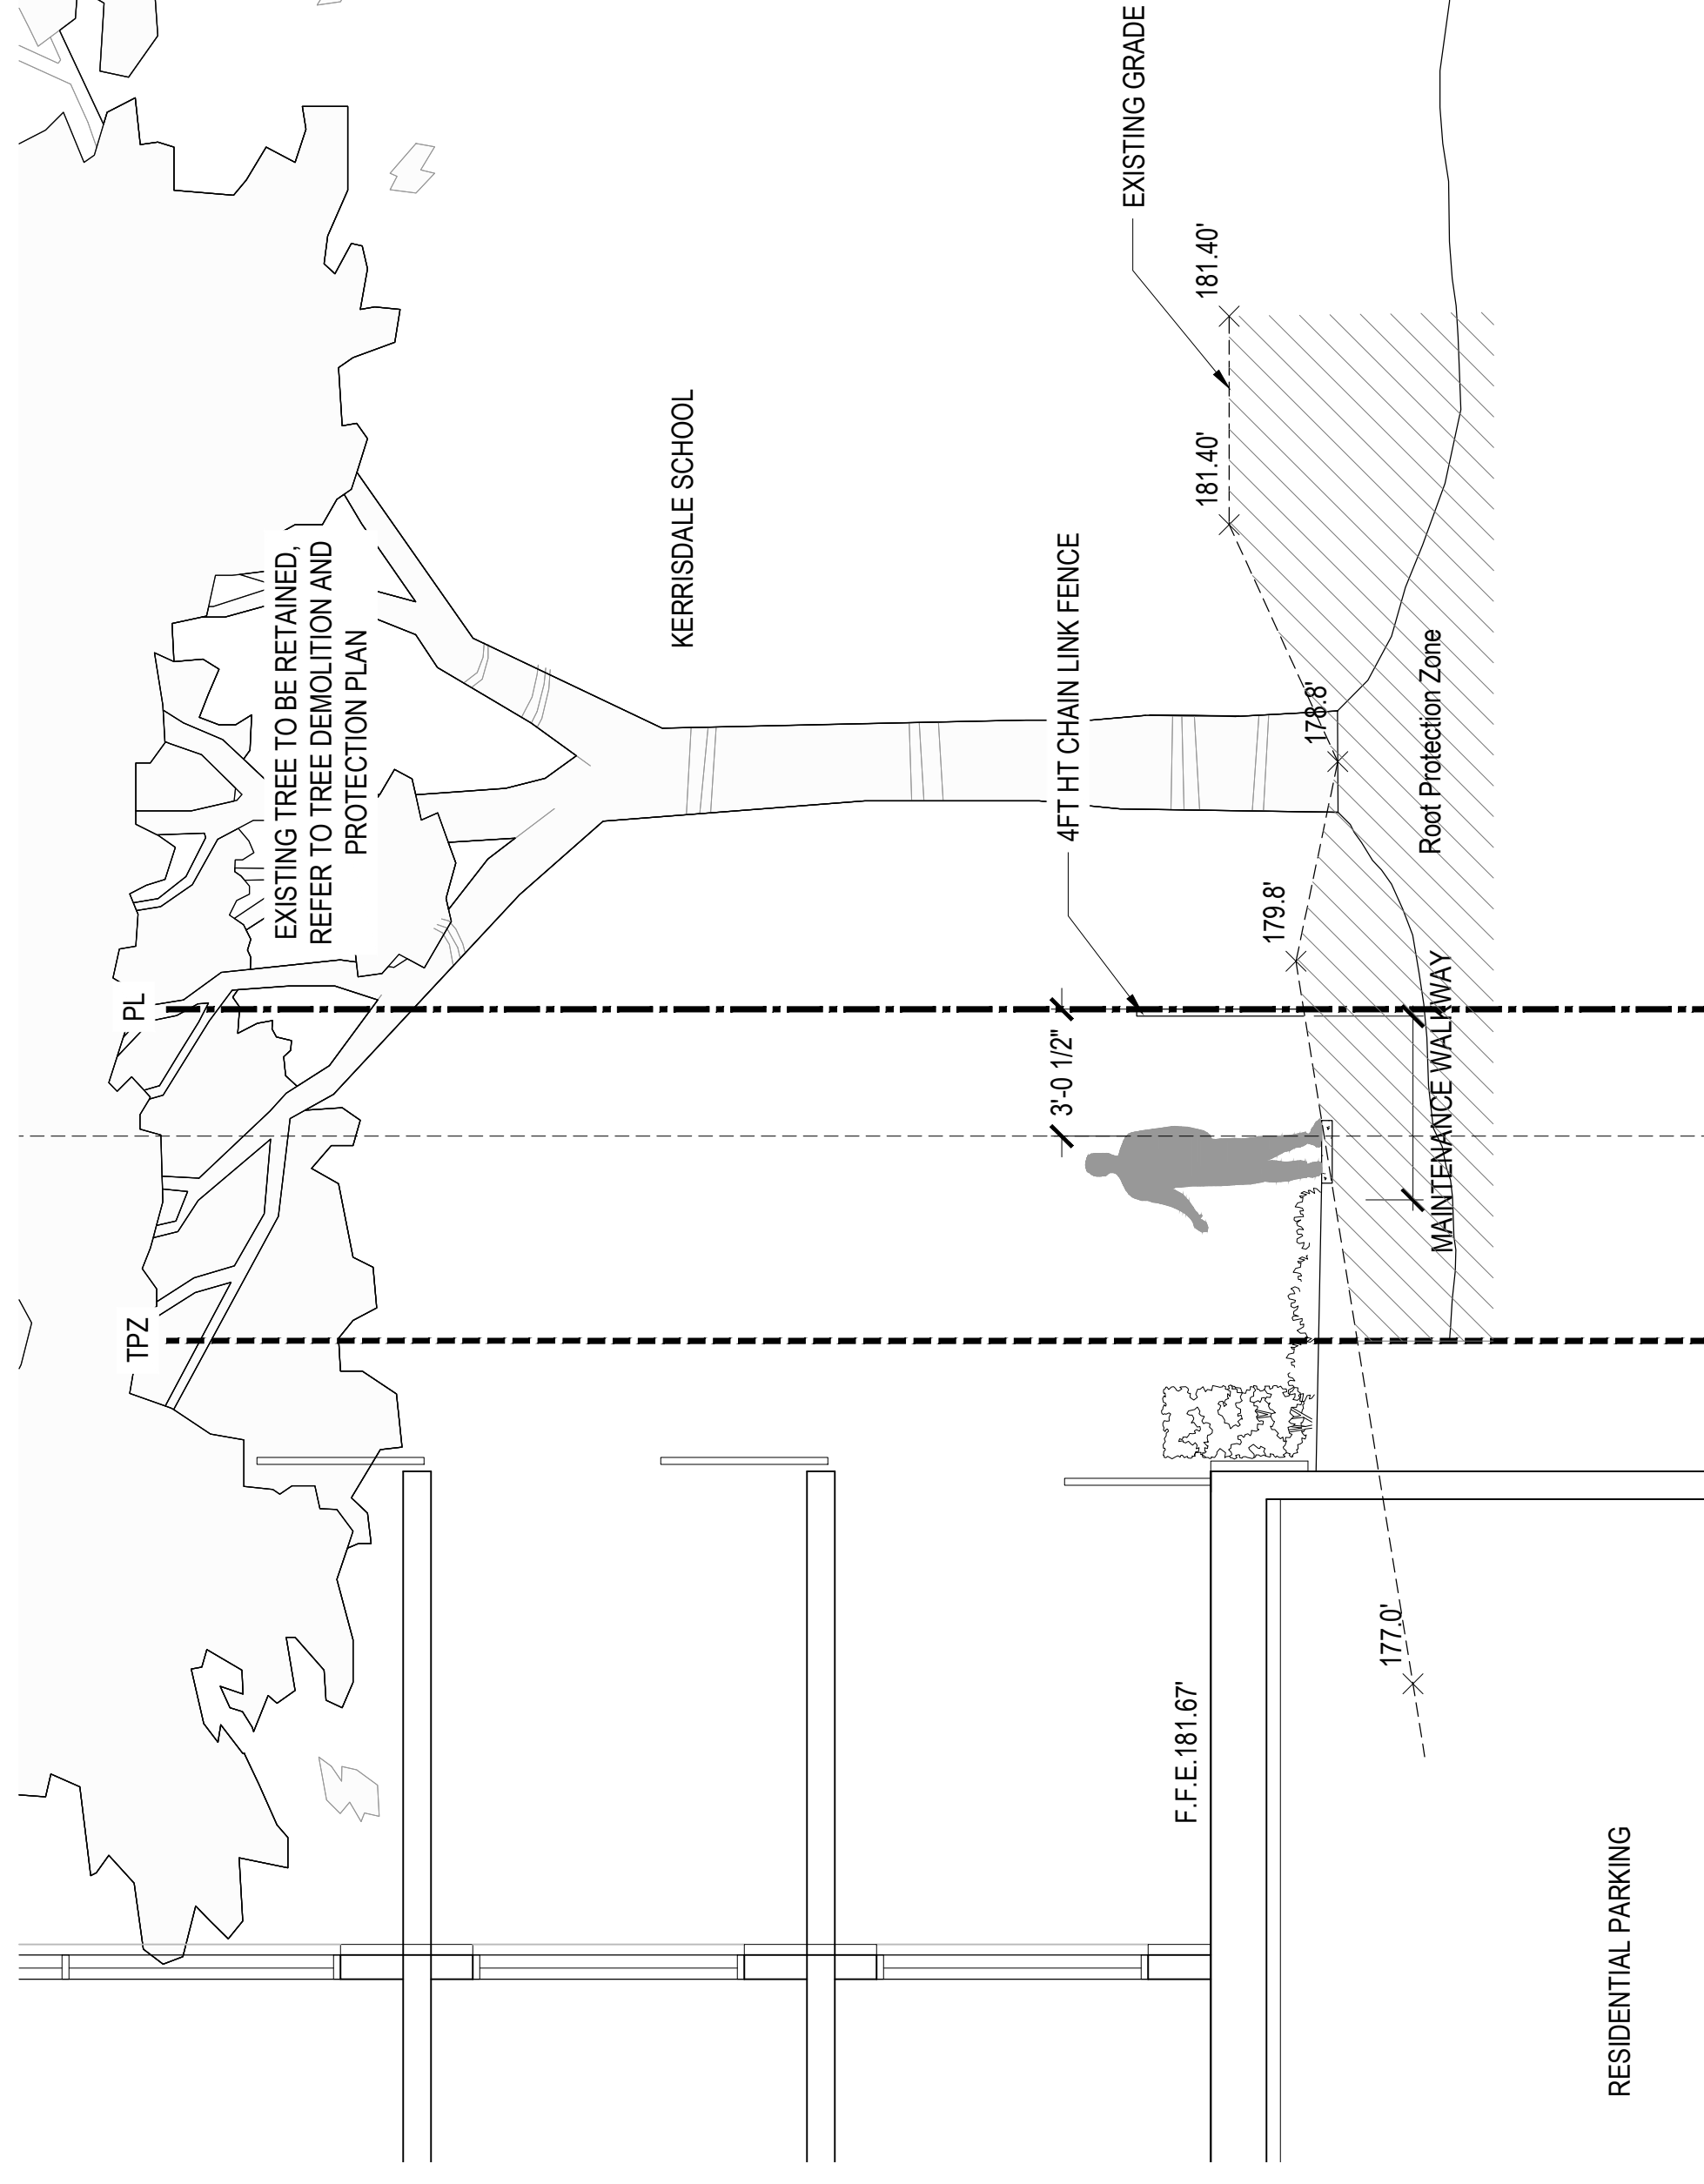 EXISTING TREE TO BE RETAINED,
REFER TO TREE DEMOLITION AND
PROTECTION PLAN
PL
TPZ
KERRISDALE SCHOOL
4FT HT CHAIN LINK FENCE
3'-0 1/2"
EXISTING GRADE
181.40'
181.40'
178.8'
179.8'
177.0'
F.F.E.181.67'
Root Protection Zone
MAINTENANCE WALKWAY
RESIDENTIAL PARKING